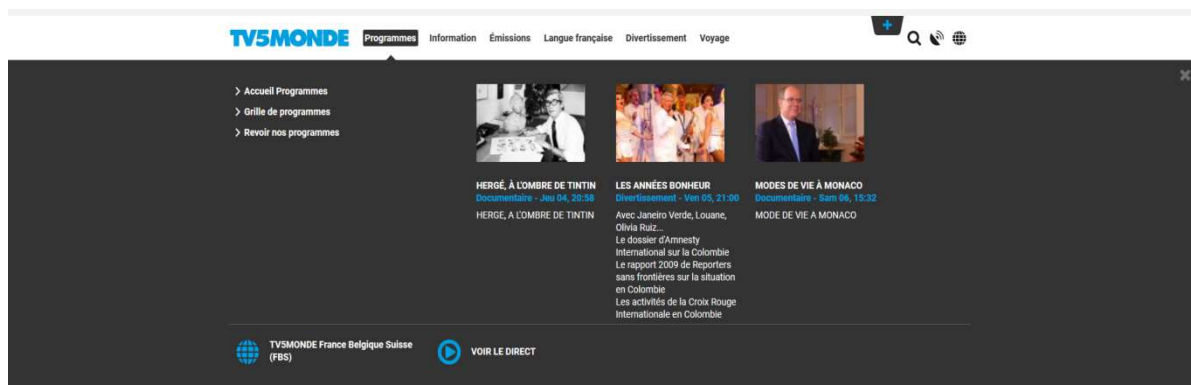 TV5MONDE Programmes Information Émissions Langue française Divertissement Voyage
> Accueil Programmes
> Grille de programmes
> Revoir nos programmes
HERGÉ, À L'OMBRE DE TINTIN
Documentaire - Jeu 04, 20:58
HERGE, A L'OMBRE DE TINTIN
LES ANNÉES BONHEUR
Divertissement - Ven 05, 21:00
Avec Janeiro Verde, Louane,
Olivia Ruiz...
Le dossier d'Amnesty
International sur la Colombie
Le rapport 2009 de Reporters
sans frontières sur la situation
en Colombie
Les activités de la Croix Rouge
Internationale en Colombie
MODES DE VIE À MONACO
Documentaire - Sam 06, 15:32
MODE DE VIE A MONACO
TV5MONDE France Belgique Suisse
(FBS)
VOIR LE DIRECT